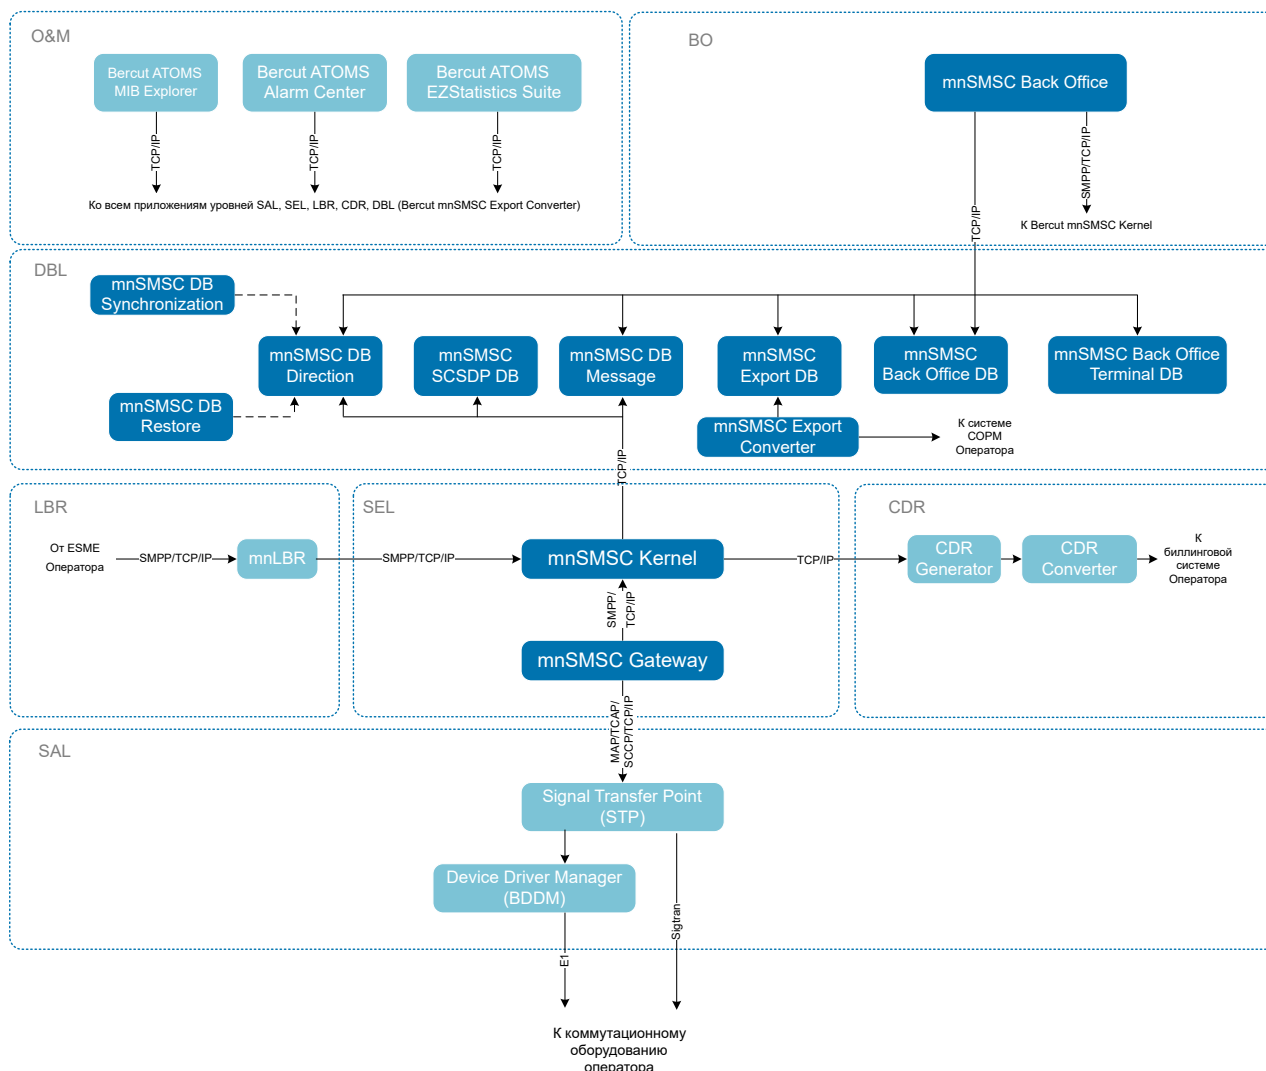 O&M
Bercut ATOMS
MIB Explorer
Bercut ATOMS
Alarm Center
Bercut ATOMS
EZStatistics Suite
TCP/IP
TCP/IP
TCP/IP
Ко всем приложениям уровней SAL, SEL, LBR, CDR, DBL (Bercut mnSMSC Export Converter)
BO
mnSMSC Back Office
TCP/IP
SMPP/TCP/IP
К Bercut mnSMSC Kernel
DBL
mnSMSC DB
Synchronization
mnSMSC DB
Direction
mnSMSC
SCSDP DB
mnSMSC DB
Message
mnSMSC
Export DB
mnSMSC
Back Office DB
mnSMSC Back Office
Terminal DB
mnSMSC DB
Restore
mnSMSC Export
Converter
К системе
СОРМ
Оператора
TCP/IP
LBR
От ESME
Оператора
SMPP/TCP/IP
mnLBR
SMPP/TCP/IP
SEL
mnSMSC Kernel
SMPP/
TCP/IP
mnSMSC Gateway
TCP/IP
CDR
CDR
Generator
CDR
Converter
К
биллинговой
системе
Оператора
MAP/TCAP/
SCCP/TCP/IP
SAL
Signal Transfer Point
(STP)
Device Driver Manager
(BDDM)
E1
Sigtran
К коммутационному
оборудованию
оператора